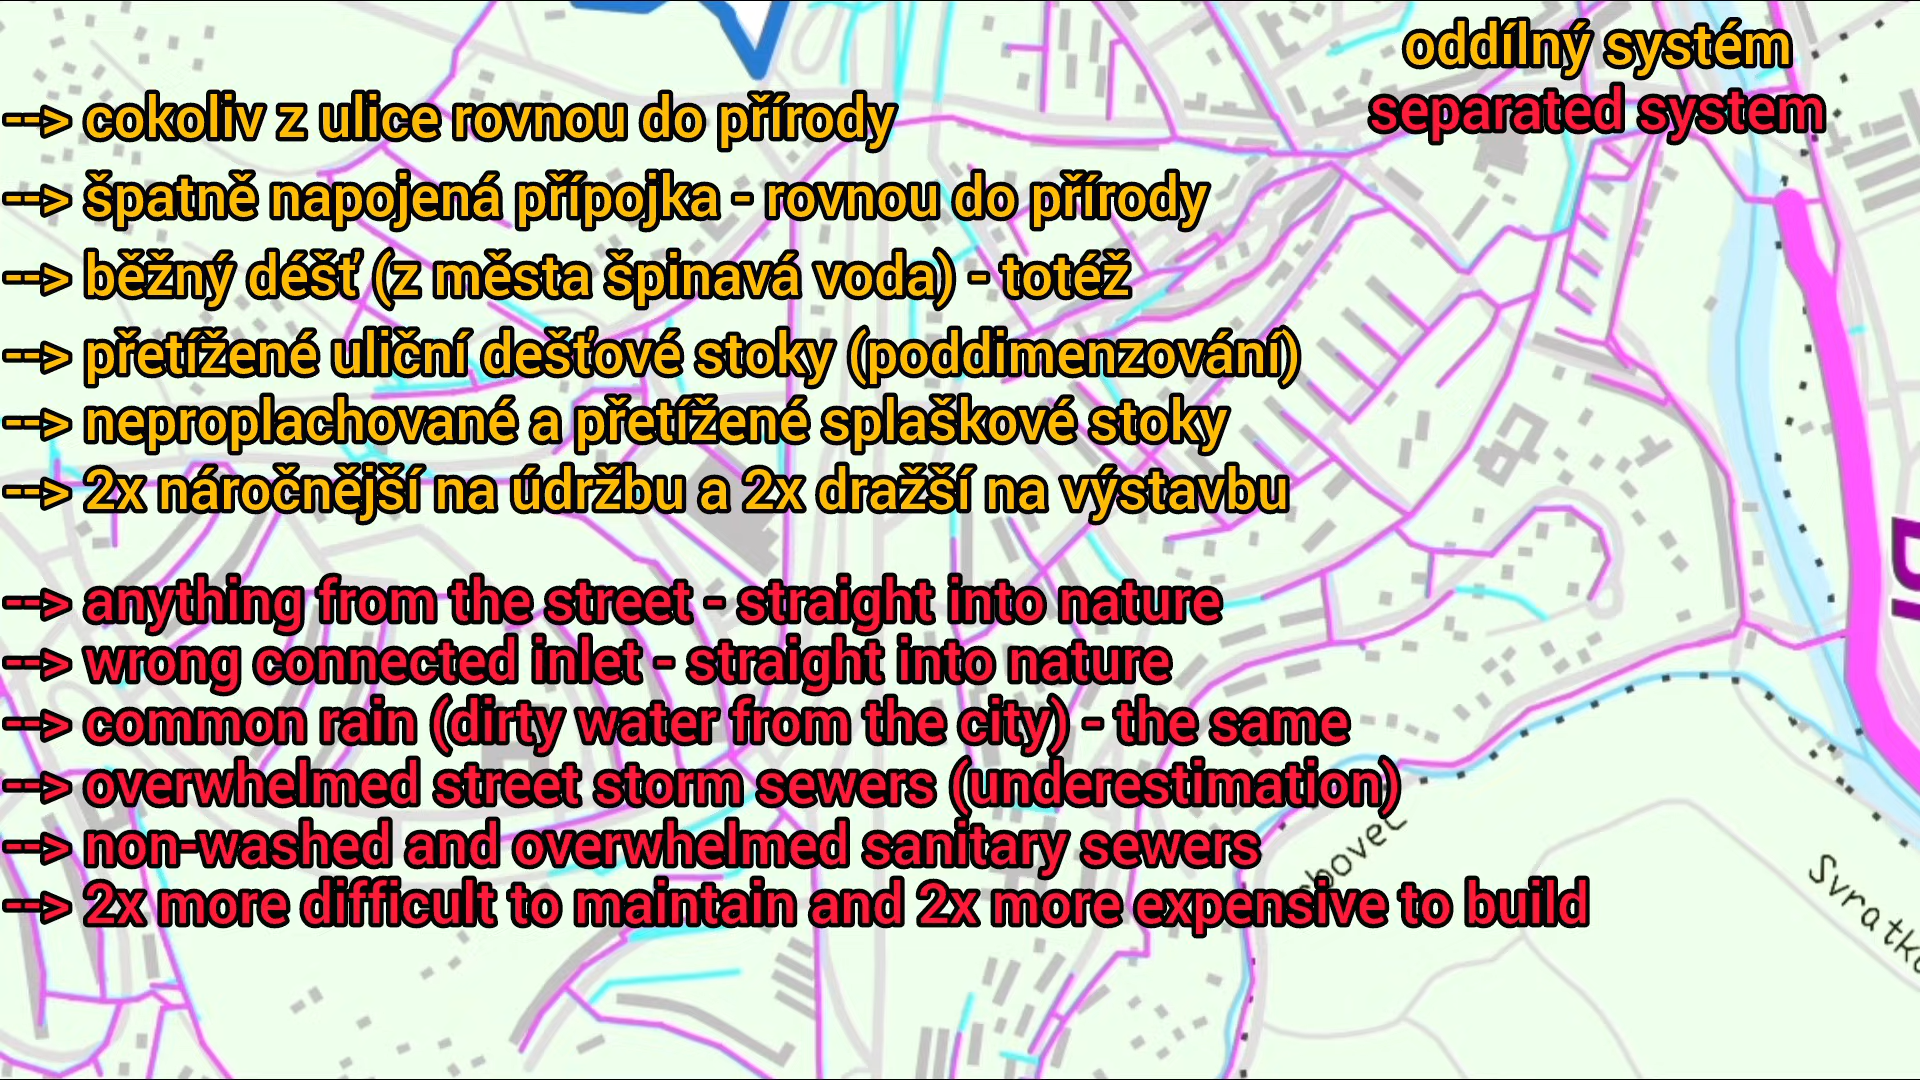 oddílný systém
separated system
--> cokoliv z ulice rovnou do přírody
--> špatně napojená přípojka - rovnou do přírody
--> běžný déšť (z města špinavá voda) - totéž
--> přetížené uliční dešťové stoky (poddimenzování)
--> neproplachované a přetížené splaškové stoky
--> 2x náročnější na údržbu a 2x dražší na výstavbu
--> anything from the street - straight into nature
--> wrong connected inlet - straight into nature
--> common rain (dirty water from the city) - the same
--> overwhelmed street storm sewers (underestimation)
--> non-washed and overwhelmed sanitary sewers
--> 2x more difficult to maintain and 2x more expensive to build